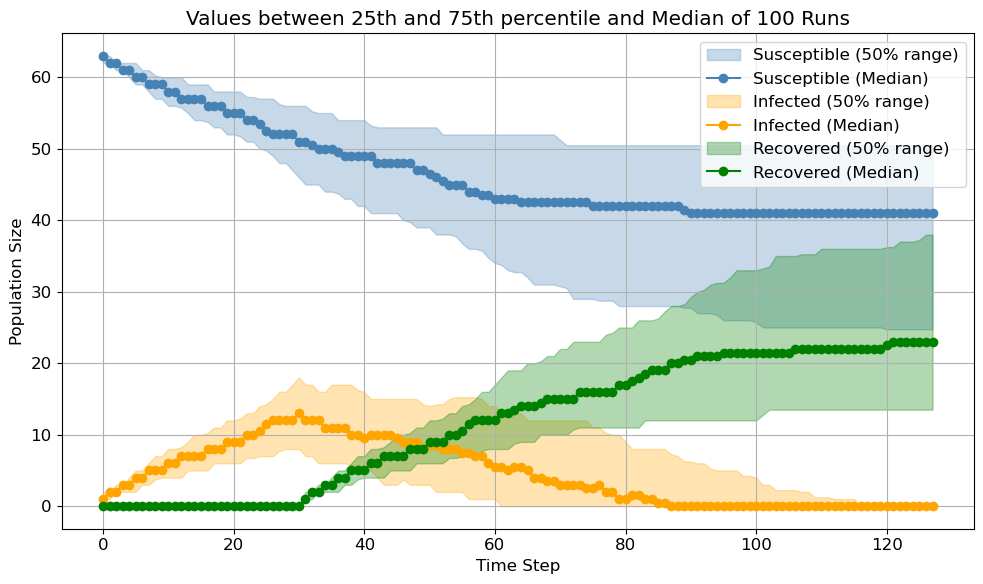 Values between 25th and 75th percentile and Median of 100 Runs
Population Size
60
50
40
30
20
10
0
Susceptible (50% range)
Susceptible (Median)
Infected (50% range)
Infected (Median)
Recovered (50% range)
Recovered (Median)
0 20 40 60 80 100 120
Time Step